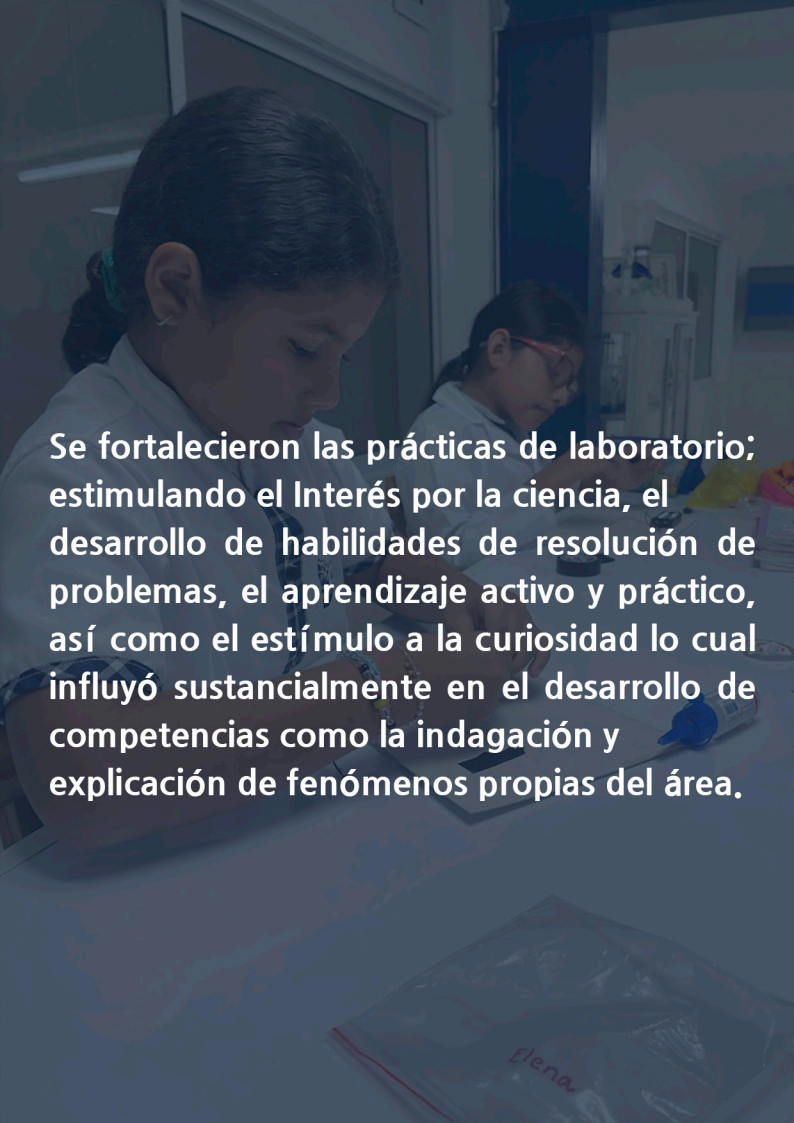 Se fortalecieron las prácticas de laboratorio;
estimulando el Interés por la ciencia, el
desarrollo de habilidades de resolución de
problemas, el aprendizaje activo y práctico,
así como el estímulo a la curiosidad lo cual
influyó sustancialmente en el desarrollo de
competencias como la indagación y
explicación de fenómenos propias del área.
Elena